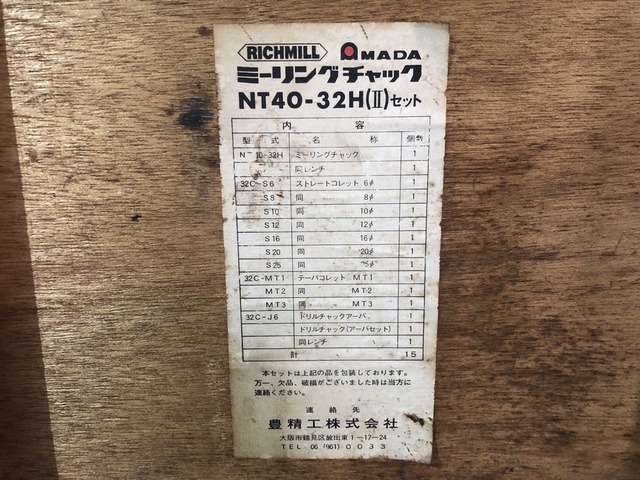 RICHMILL AMADA
ミーリングチャック
NT40-32H(Ⅱ)セット
内 容
型 式 名 称 個数
NT40-32H ミーリングチャック 1
同レンチ 1
32C-S6 ストレートコレット 6φ 1
S8 同 8φ 1
S10 同 10φ 1
S12 同 12φ 1
S16 同 16φ 1
S20 同 20φ 1
S25 同 25φ 1
32C-MT1 テーパコレット MT1 1
MT2 同 MT2 1
MT3 同 MT3 1
32C-J6 ドリルチャックアーバ 1
ドリルチャック(アーバセット) 1
同レンチ 1
計 15
本セットは上記の品を包装しております。
万一、欠品、破損がございました時は当方に
連絡ください。
連 絡 先
豊精工株式会社
大阪市鶴見区放出東1-17-24
TEL.06(961)0033